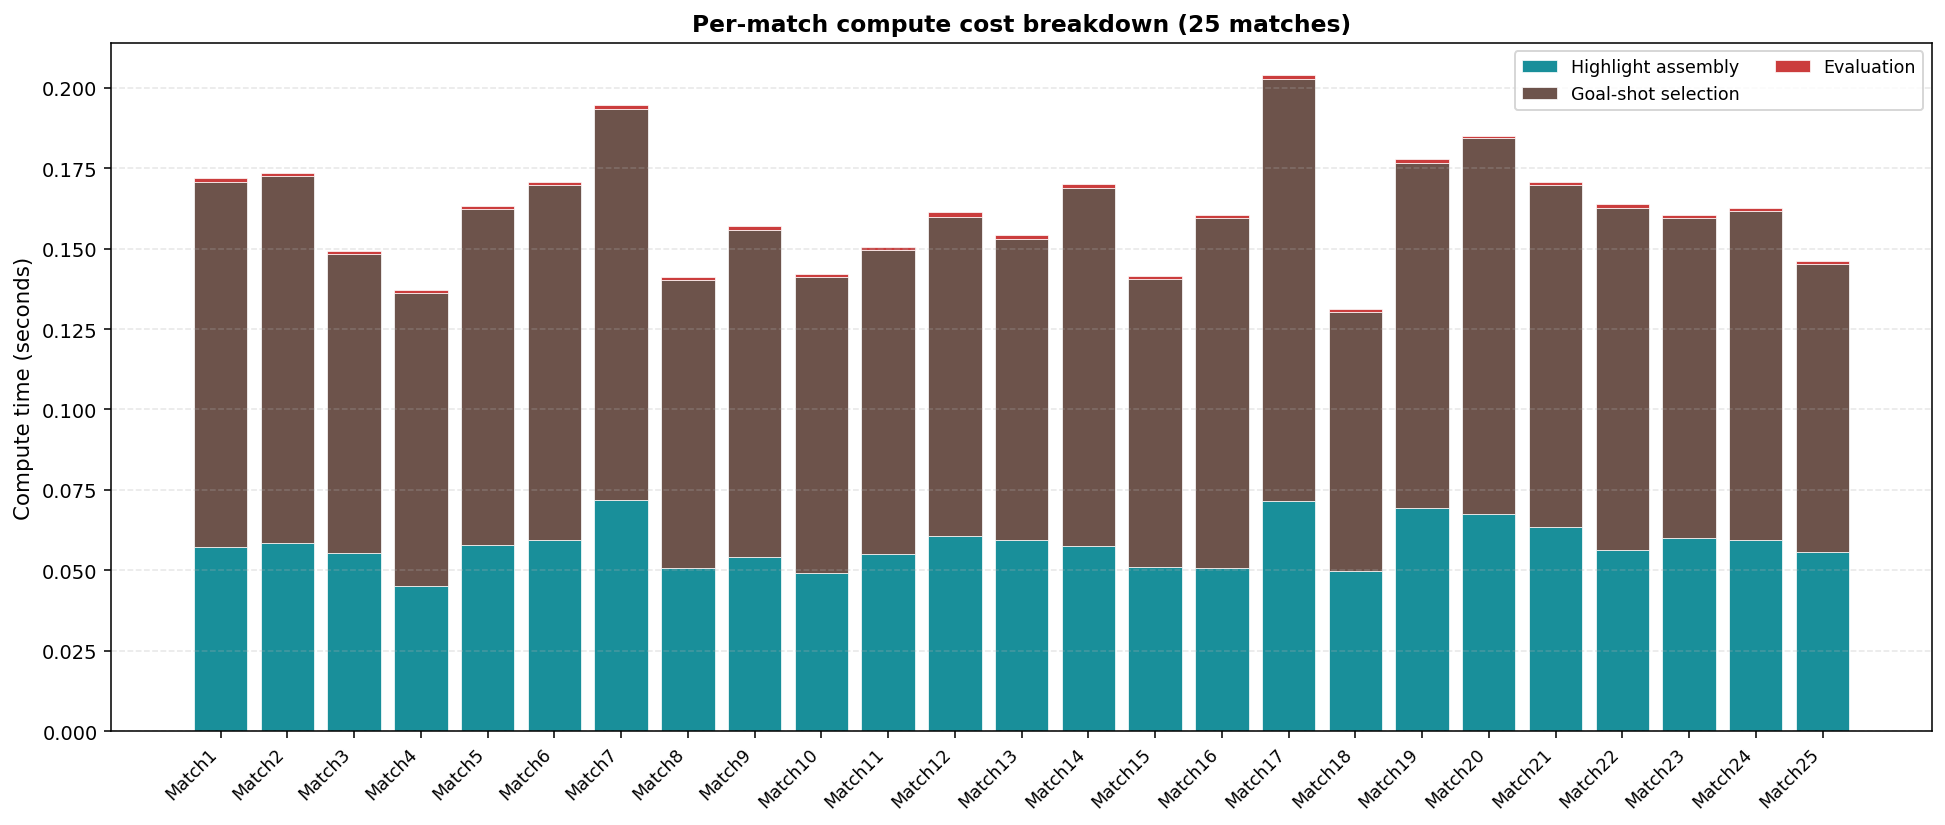 Per-match compute cost breakdown (25 matches)
Highlight assembly
Goal-shot selection
Evaluation
Compute time (seconds)
0.200
0.175
0.150
0.125
0.100
0.075
0.050
0.025
0.000
Match1
Match2
Match3
Match4
Match5
Match6
Match7
Match8
Match9
Match10
Match11
Match12
Match13
Match14
Match15
Match16
Match17
Match18
Match19
Match20
Match21
Match22
Match23
Match24
Match25